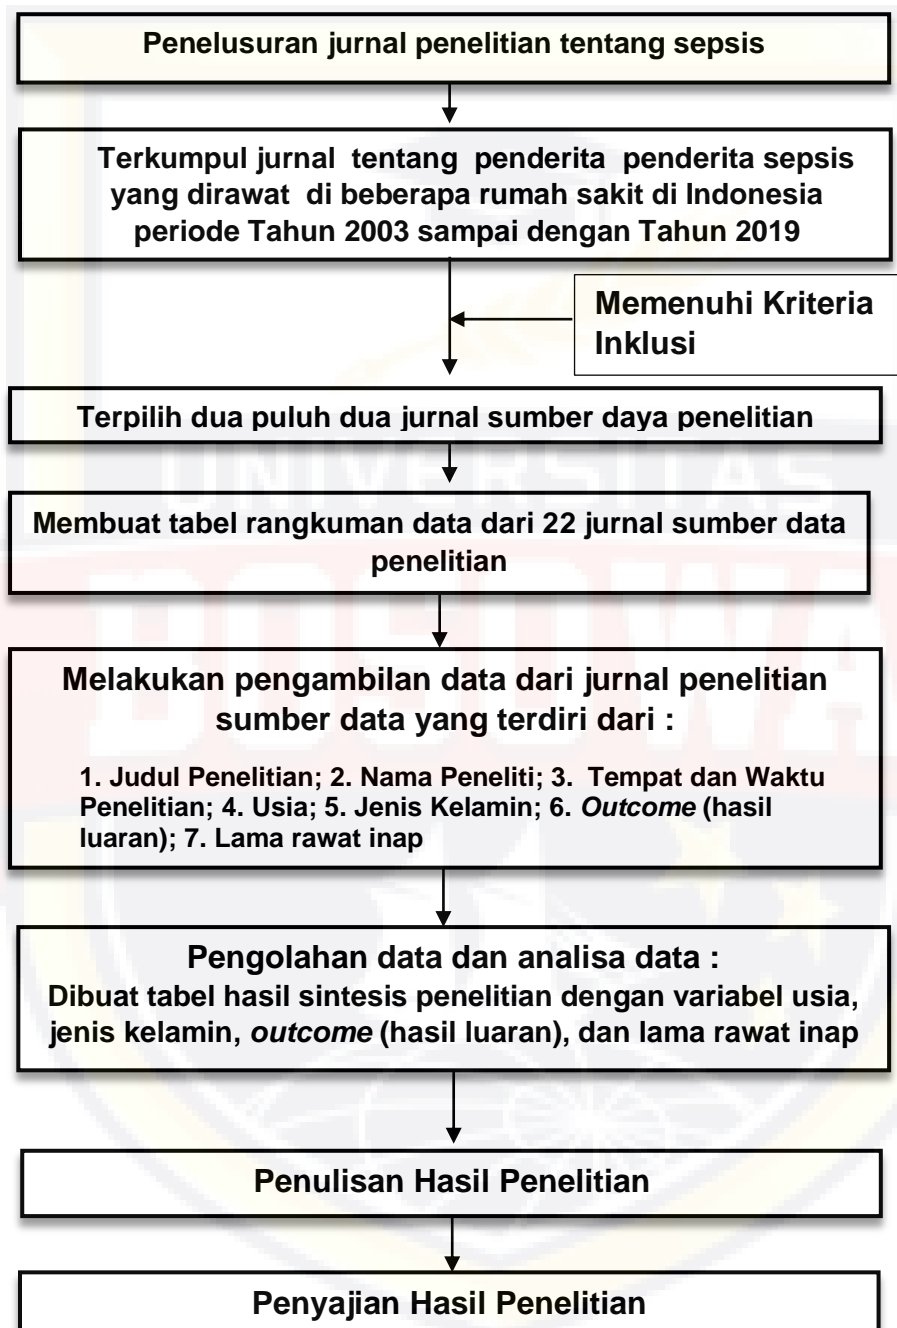 Penelusuran jurnal penelitian tentang sepsis
Terkumpul jurnal tentang penderita penderita sepsis
yang dirawat di beberapa rumah sakit di Indonesia
periode Tahun 2003 sampai dengan Tahun 2019
Memenuhi Kriteria
Inklusi
Terpilih dua puluh dua jurnal sumber daya penelitian
UNIVERSITAS
Membuat tabel rangkuman data dari 22 jurnal sumber data
penelitian
BOSOWA
Melakukan pengambilan data dari jurnal penelitian
sumber data yang terdiri dari :
1. Judul Penelitian; 2. Nama Peneliti; 3. Tempat dan Waktu
Penelitian; 4. Usia; 5. Jenis Kelamin; 6. Outcome (hasil
luaran); 7. Lama rawat inap
Pengolahan data dan analisa data :
Dibuat tabel hasil sintesis penelitian dengan variabel usia,
jenis kelamin, outcome (hasil luaran), dan lama rawat inap
Penulisan Hasil Penelitian
Penyajian Hasil Penelitian